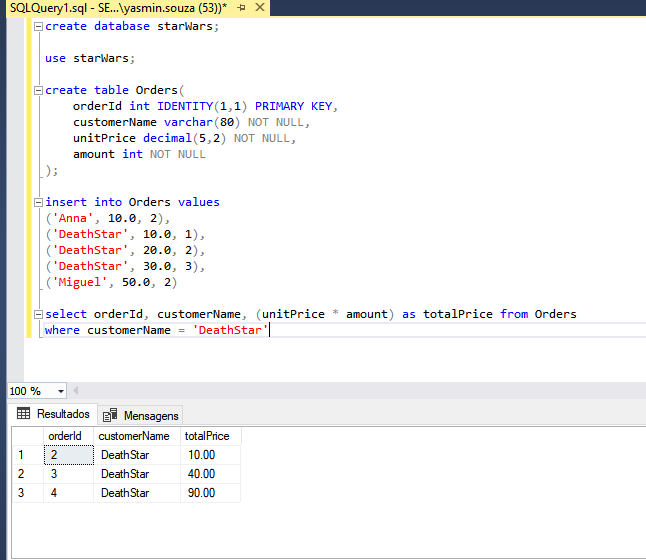 SQLQuery1.sql - SE...\yasmin.souza (53))*
create database starWars;
use starWars;
create table Orders(
orderId int IDENTITY(1,1) PRIMARY KEY,
customerName varchar(80) NOT NULL,
unitPrice decimal(5,2) NOT NULL,
amount int NOT NULL
);
insert into Orders values
('Anna', 10.0, 2),
('DeathStar', 10.0, 1),
('DeathStar', 20.0, 2),
('DeathStar', 30.0, 3),
('Miguel', 50.0, 2)
select orderId, customerName, (unitPrice * amount) as totalPrice from Orders
where customerName = 'DeathStar'
100 %
Resultados Mensagens
orderId customerName totalPrice
1 2 DeathStar 10.00
2 3 DeathStar 40.00
3 4 DeathStar 90.00